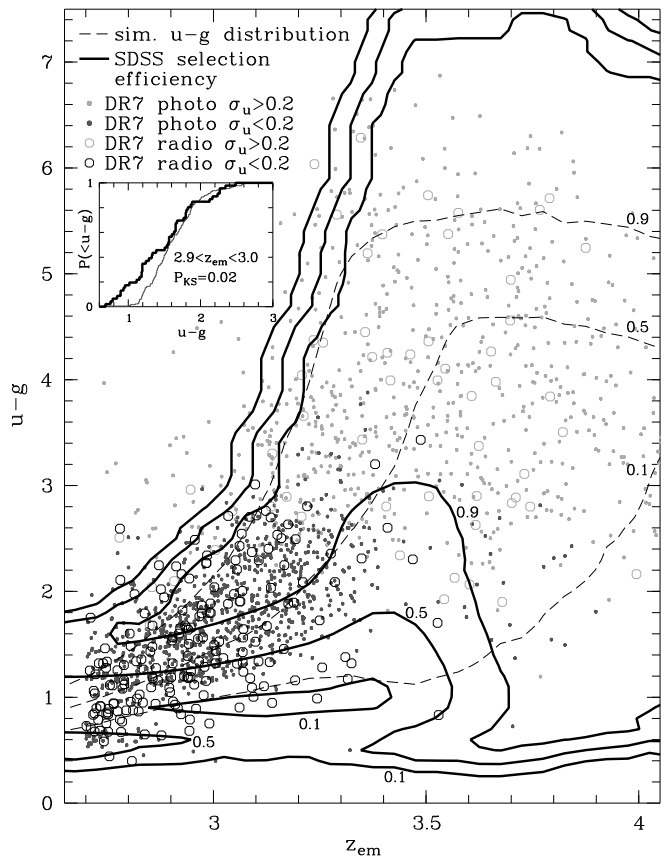 sim. u−g distribution
SDSS selection
efficiency
DR7 photo σu>0.2
DR7 photo σu<0.2
DR7 radio σu>0.2
DR7 radio σu<0.2
7
6
5
4
3
2
1
0
u−g
3
3.5
4
zem
P(<u−g)
1
0
1
2
3
u−g
2.9<zem<3.0
PKS=0.02
0.9
0.5
0.1
0.9
0.5
0.1
0.5
0.1